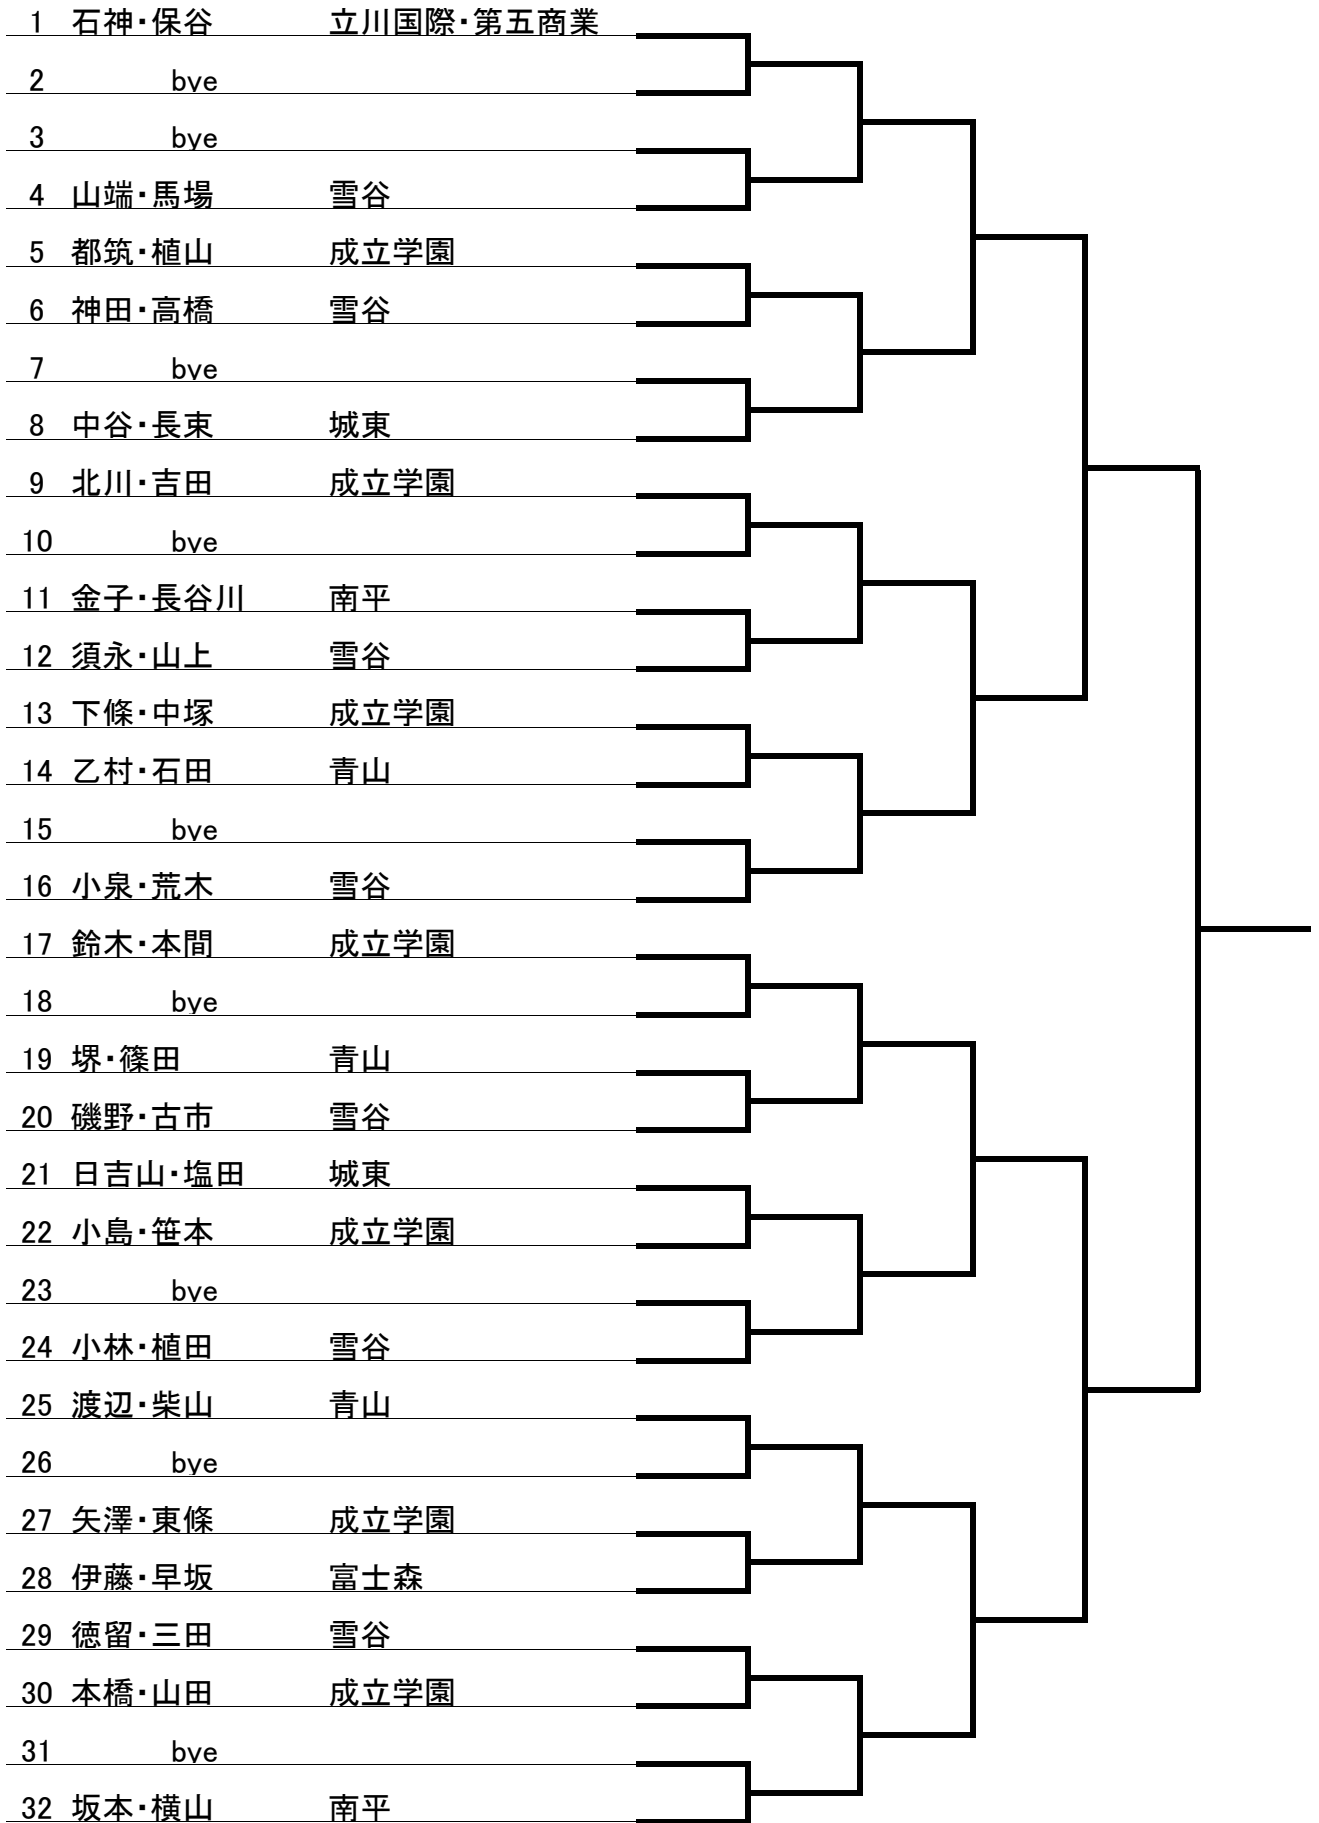 1 石神・保谷 立川国際・第五商業
2 bye
3 bye
4 山端・馬場 雪谷
5 都筑・植山 成立学園
6 神田・高橋 雪谷
7 bye
8 中谷・長束 城東
9 北川・吉田 成立学園
10 bye
11 金子・長谷川 南平
12 須永・山上 雪谷
13 下條・中塚 成立学園
14 乙村・石田 青山
15 bye
16 小泉・荒木 雪谷
17 鈴木・本間 成立学園
18 bye
19 堺・篠田 青山
20 磯野・古市 雪谷
21 日吉山・塩田 城東
22 小島・笹本 成立学園
23 bye
24 小林・植田 雪谷
25 渡辺・柴山 青山
26 bye
27 矢澤・東條 成立学園
28 伊藤・早坂 富士森
29 徳留・三田 雪谷
30 本橋・山田 成立学園
31 bye
32 坂本・横山 南平